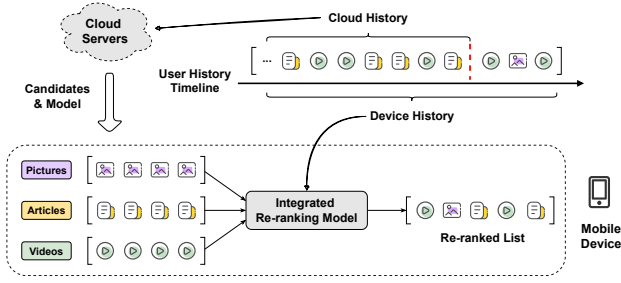 Cloud History
Cloud
Servers
...
User History
Timeline
Candidates
& Model
Device History
Pictures
Articles
Videos
Integrated
Re-ranking Model
Re-ranked List
Mobile
Device